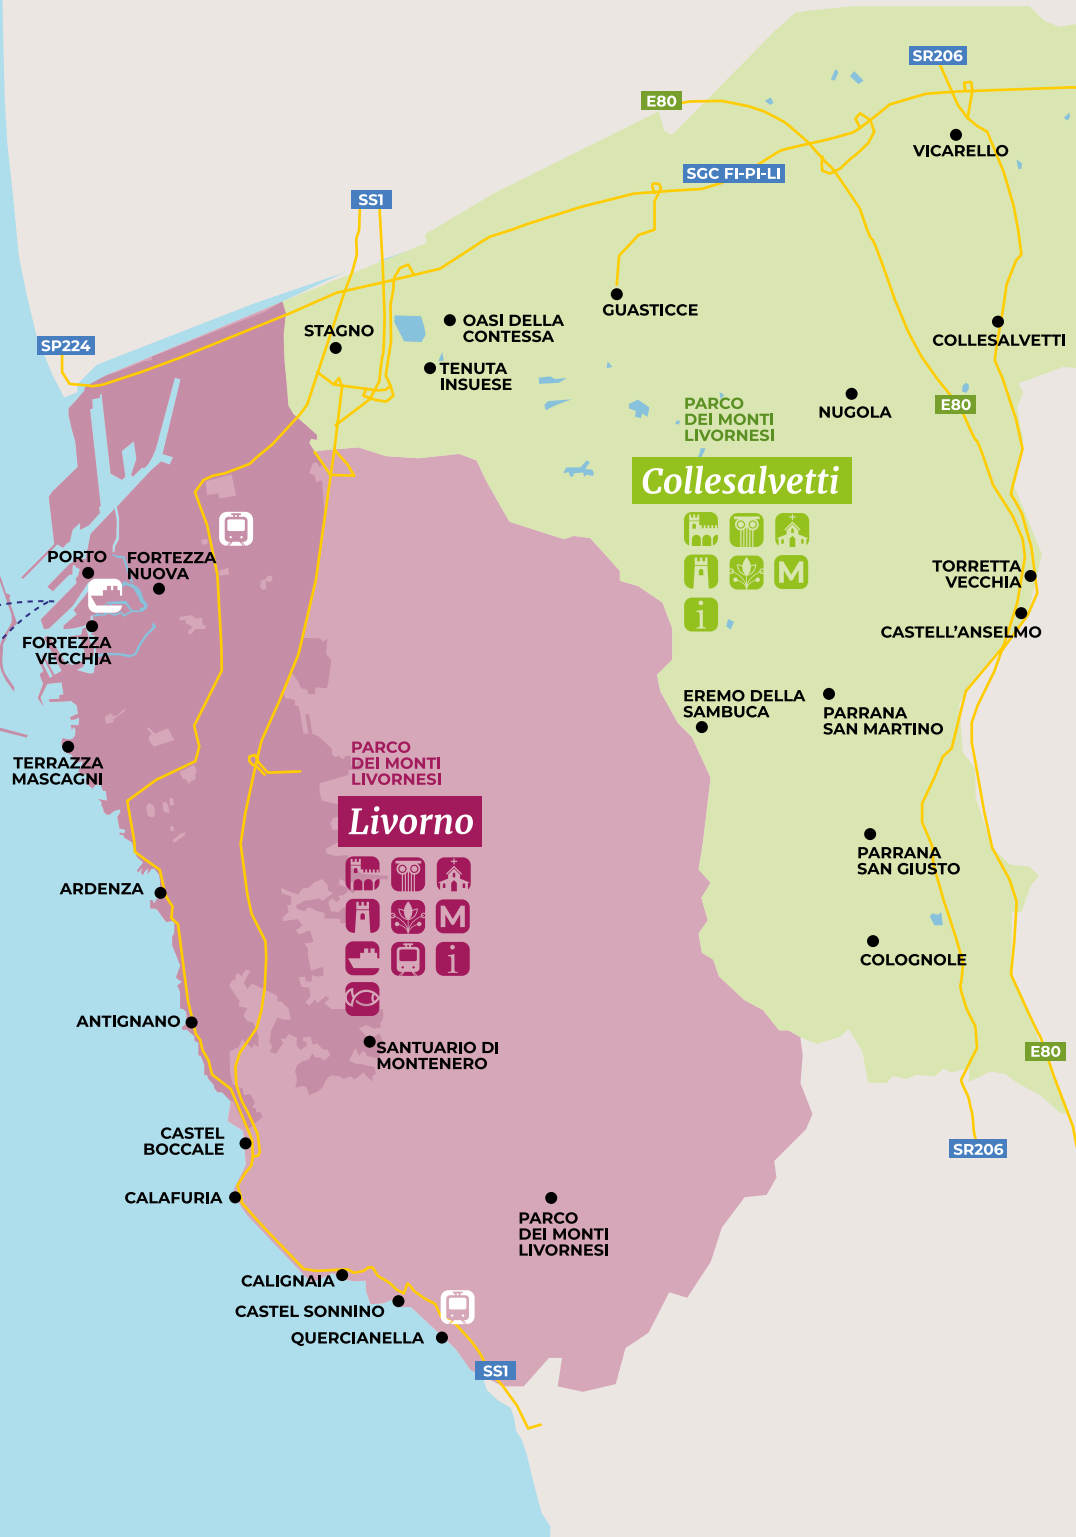 SR206
E80
VICARELLO
SGC FI-PI-LI
SS1
GUASTICCE
OASI DELLA
CONTESSA
STAGNO
SP224
COLLESALVETTI
TENUTA
INSUESE
PARCO
DEI MONTI
LIVORNESI
NUGOLA
E80
Collesalvetti
M
i
PORTO
FORTEZZA
NUOVA
TORRETTA
VECCHIA
FORTEZZA
VECCHIA
CASTELL'ANSELMO
EREMO DELLA
SAMBUCA
PARRANA
SAN MARTINO
TERRAZZA
MASCAGNI
PARCO
DEI MONTI
LIVORNESI
Livorno
M
i
PARRANA
SAN GIUSTO
ARDENZA
COLOGNOLE
ANTIGNANO
SANTUARIO DI
MONTENERO
E80
CASTEL
BOCCALE
SR206
CALAFURIA
PARCO
DEI MONTI
LIVORNESI
CALIGNAIA
CASTEL SONNINO
QUERCIANELLA
SS1